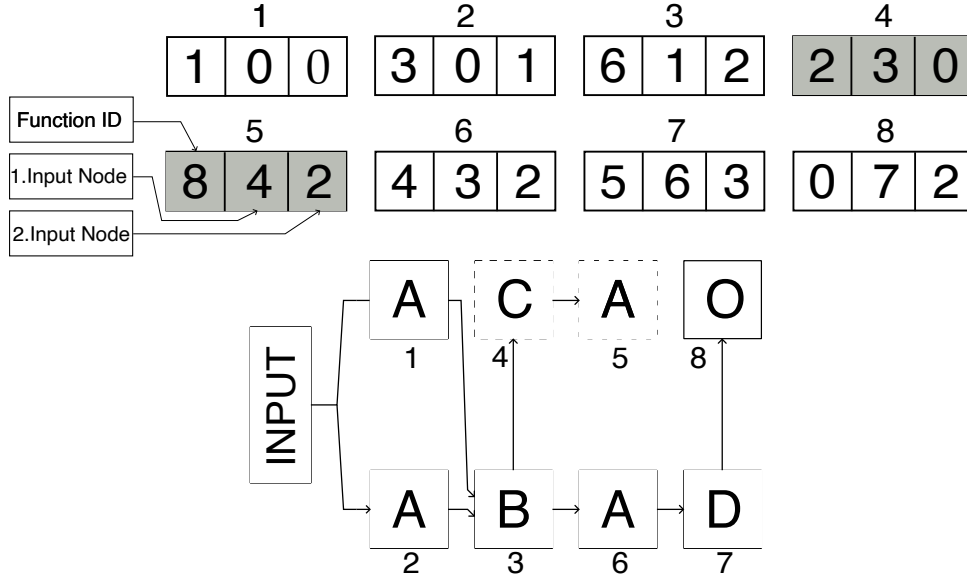 1 2 3 4
1 0 0 3 0 1 6 1 2 2 3 0
Function ID
5 6 7 8
1.Input Node
8 4 2 4 3 2 5 6 3 0 7 2
2.Input Node
A C A O
1 4 5 8
INPUT
A B A D
2 3 6 7